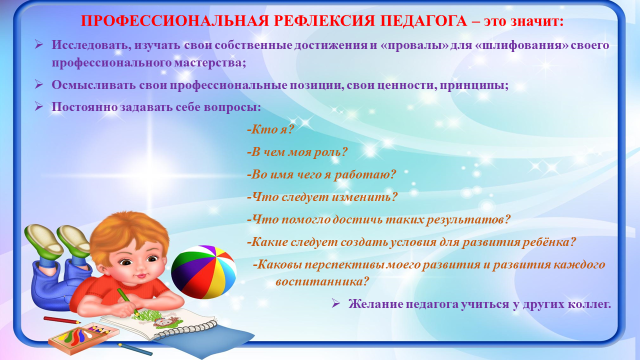 ПРОФЕССИОНАЛЬНАЯ РЕФЛЕКСИЯ ПЕДАГОГА – это значит:
Исследовать, изучать свои собственные достижения и «провалы» для «шлифования» своего
профессионального мастерства;
Осмысливать свои профессиональные позиции, свои ценности, принципы;
Постоянно задавать себе вопросы:
-Кто я?
-В чем моя роль?
-Во имя чего я работаю?
-Что следует изменить?
-Что помогло достичь таких результатов?
-Какие следует создать условия для развития ребёнка?
-Каковы перспективы моего развития и развития каждого
воспитанника?
Желание педагога учиться у других коллег.